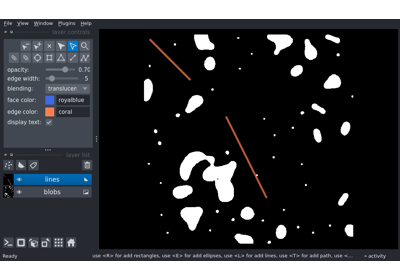 File View Window Plugins Help
layer controls
opacity: 0.70
edge width: 5
blending: translucen
face color: royalblue
edge color: coral
display text:
layer list
lines
blobs
Ready use <R> for add rectangles, use <E> for add ellipses, use <L> for add lines, use <T> for add path, use <... activity